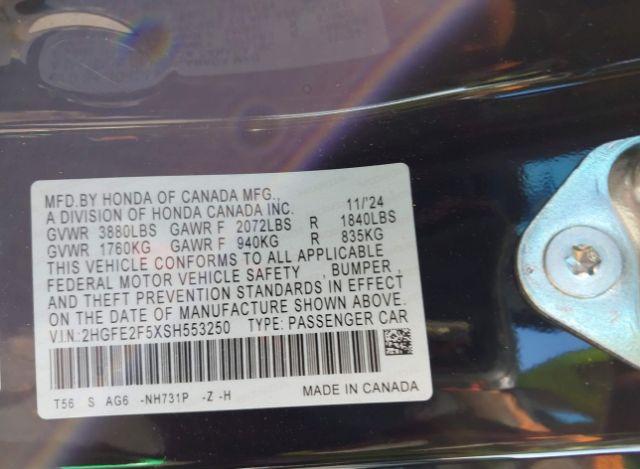 MFD.BY HONDA OF CANADA MFG.,
A DIVISION OF HONDA CANADA INC. 11/'24
GVWR 3880LBS GAWR F 2072LBS R 1840LBS
GVWR 1760KG GAWR F 940KG R 835KG
THIS VEHICLE CONFORMS TO ALL APPLICABLE
FEDERAL MOTOR VEHICLE SAFETY , BUMPER ,
AND THEFT PREVENTION STANDARDS IN EFFECT
ON THE DATE OF MANUFACTURE SHOWN ABOVE.
V.I.N.:2HGFE2F5XSH553250 TYPE: PASSENGER CAR
T56 S AG6 -NH731P -Z -H MADE IN CANADA